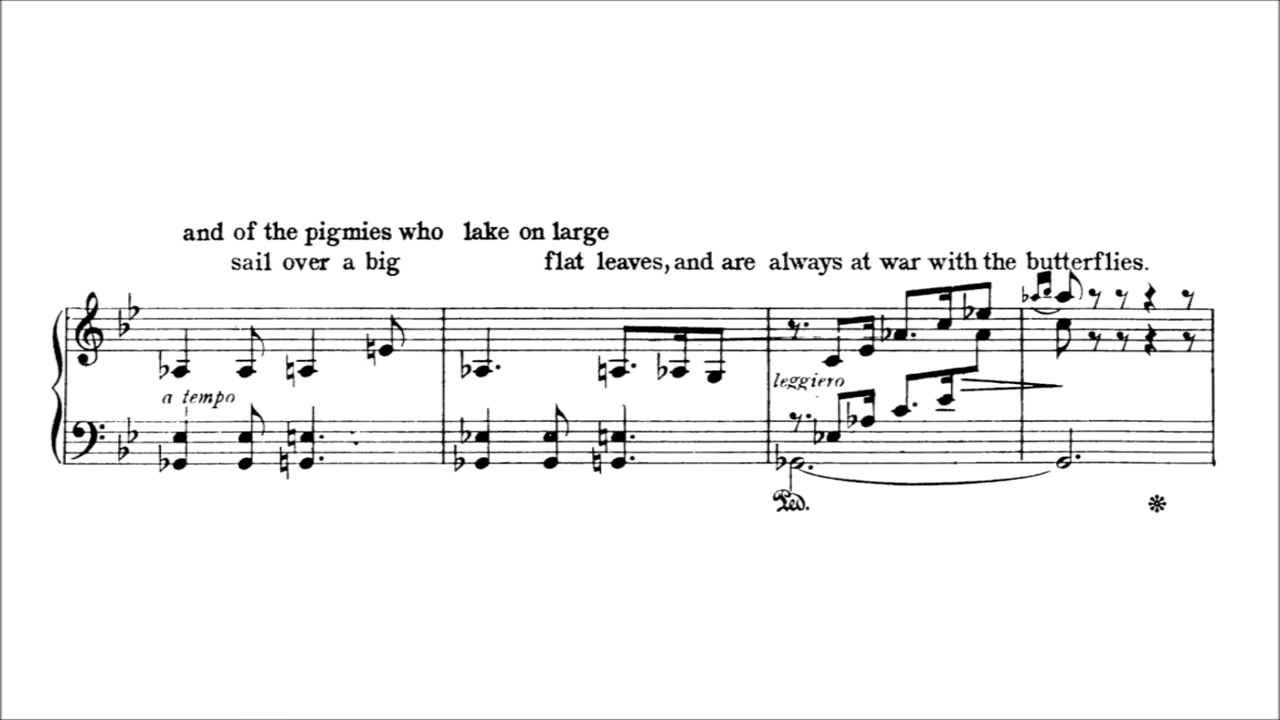 and of the pigmies who lake on large
sail over a big flat leaves, and are always at war with the butterflies.
a tempo
leggiero
Ped.